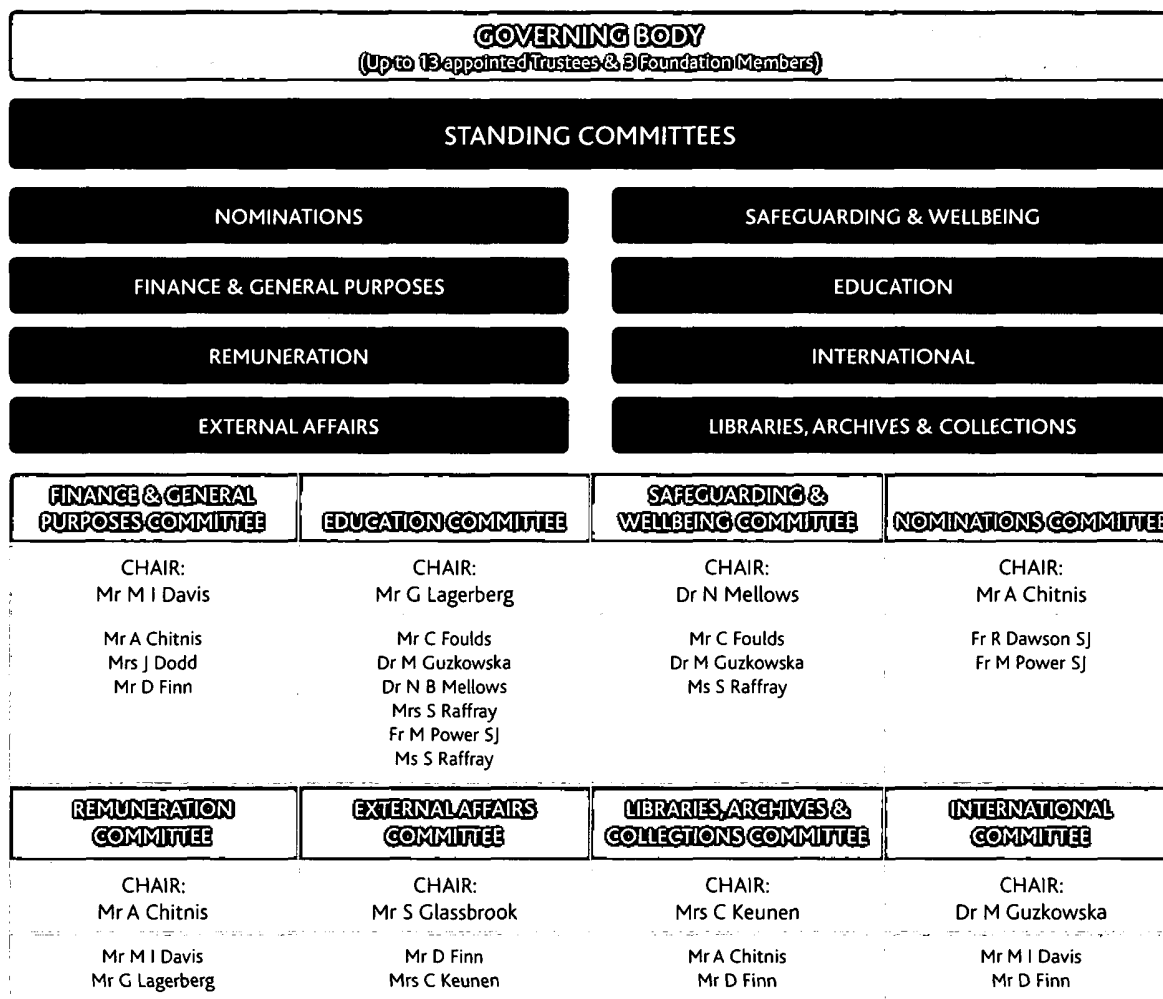 GOVERNING BODY
(Up to 13 appointed Trustees & 3 Foundation Members)
STANDING COMMITTEES
NOMINATIONS
SAFEGUARDING & WELLBEING
FINANCE & GENERAL PURPOSES
EDUCATION
REMUNERATION
INTERNATIONAL
EXTERNAL AFFAIRS
LIBRARIES, ARCHIVES & COLLECTIONS
FINANCE & GENERAL
PURPOSES COMMITTEE
CHAIR:
Mr M I Davis
Mr A Chitnis
Mrs J Dodd
Mr D Finn
EDUCATION COMMITTEE
CHAIR:
Mr G Lagerberg
Mr C Foulds
Dr M Guzkowska
Dr N B Mellows
Mrs S Raffray
Fr M Power SJ
Ms S Raffray
SAFEGUARDING &
WELLBEING COMMITTEE
CHAIR:
Dr N Mellows
Mr C Foulds
Dr M Guzkowska
Ms S Raffray
NOMINATIONS COMMITTEE
CHAIR:
Mr A Chitnis
Fr R Dawson SJ
Fr M Power SJ
REMUNERATION
COMMITTEE
CHAIR:
Mr A Chitnis
Mr M I Davis
Mr G Lagerberg
EXTERNAL AFFAIRS
COMMITTEE
CHAIR:
Mr S Glassbrook
Mr D Finn
Mrs C Keunen
LIBRARIES, ARCHIVES &
COLLECTIONS COMMITTEE
CHAIR:
Mrs C Keunen
Mr A Chitnis
Mr D Finn
INTERNATIONAL
COMMITTEE
CHAIR:
Dr M Guzkowska
Mr M I Davis
Mr D Finn